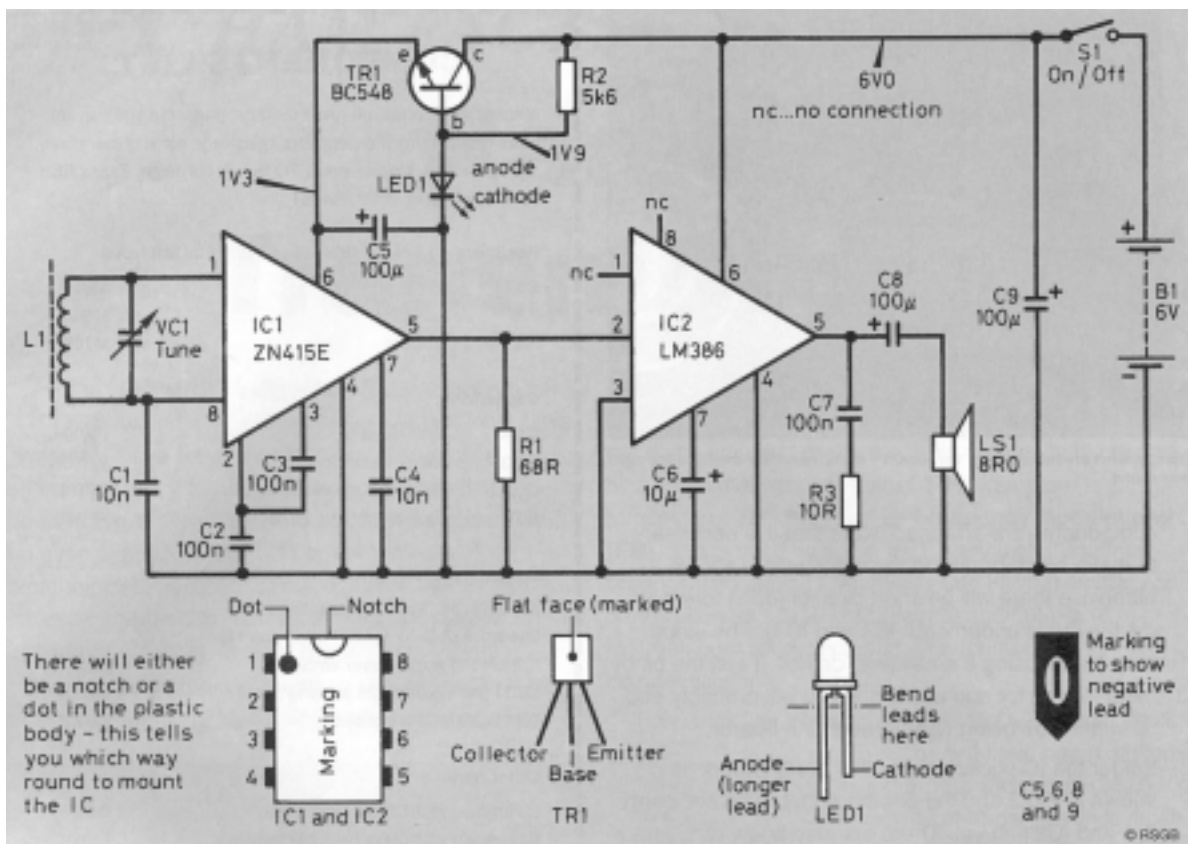 e
c
TR1
BC548
b
R2
5k6
6V0
nc...no connection
S1
On / Off
1V9
anode
cathode
LED1
1V3
+
C5
100μ
nc
8
nc
1
6
1
6
L1
VC1
Tune
IC1
ZN415E
5
7
4
8
3
2
2
IC2
LM386
5
3
4
7
C8
100μ
+
C9
100μ
+
+
B1
6V
-
C7
100n
LS1
8R0
C1
10n
C3
100n
C2
100n
C4
10n
R1
68R
C6
10μ
+
R3
10R
Dot
Notch
There will either
be a notch or a
dot in the plastic
body – this tells
you which way
round to mount
the IC
1
2
3
4
8
7
6
5
Marking
IC1 and IC2
Flat face (marked)
Collector
Emitter
Base
TR1
Bend
leads
here
Anode
(longer
lead)
Cathode
LED1
Marking
to show
negative
lead
C5,6,8
and 9
© RSGB